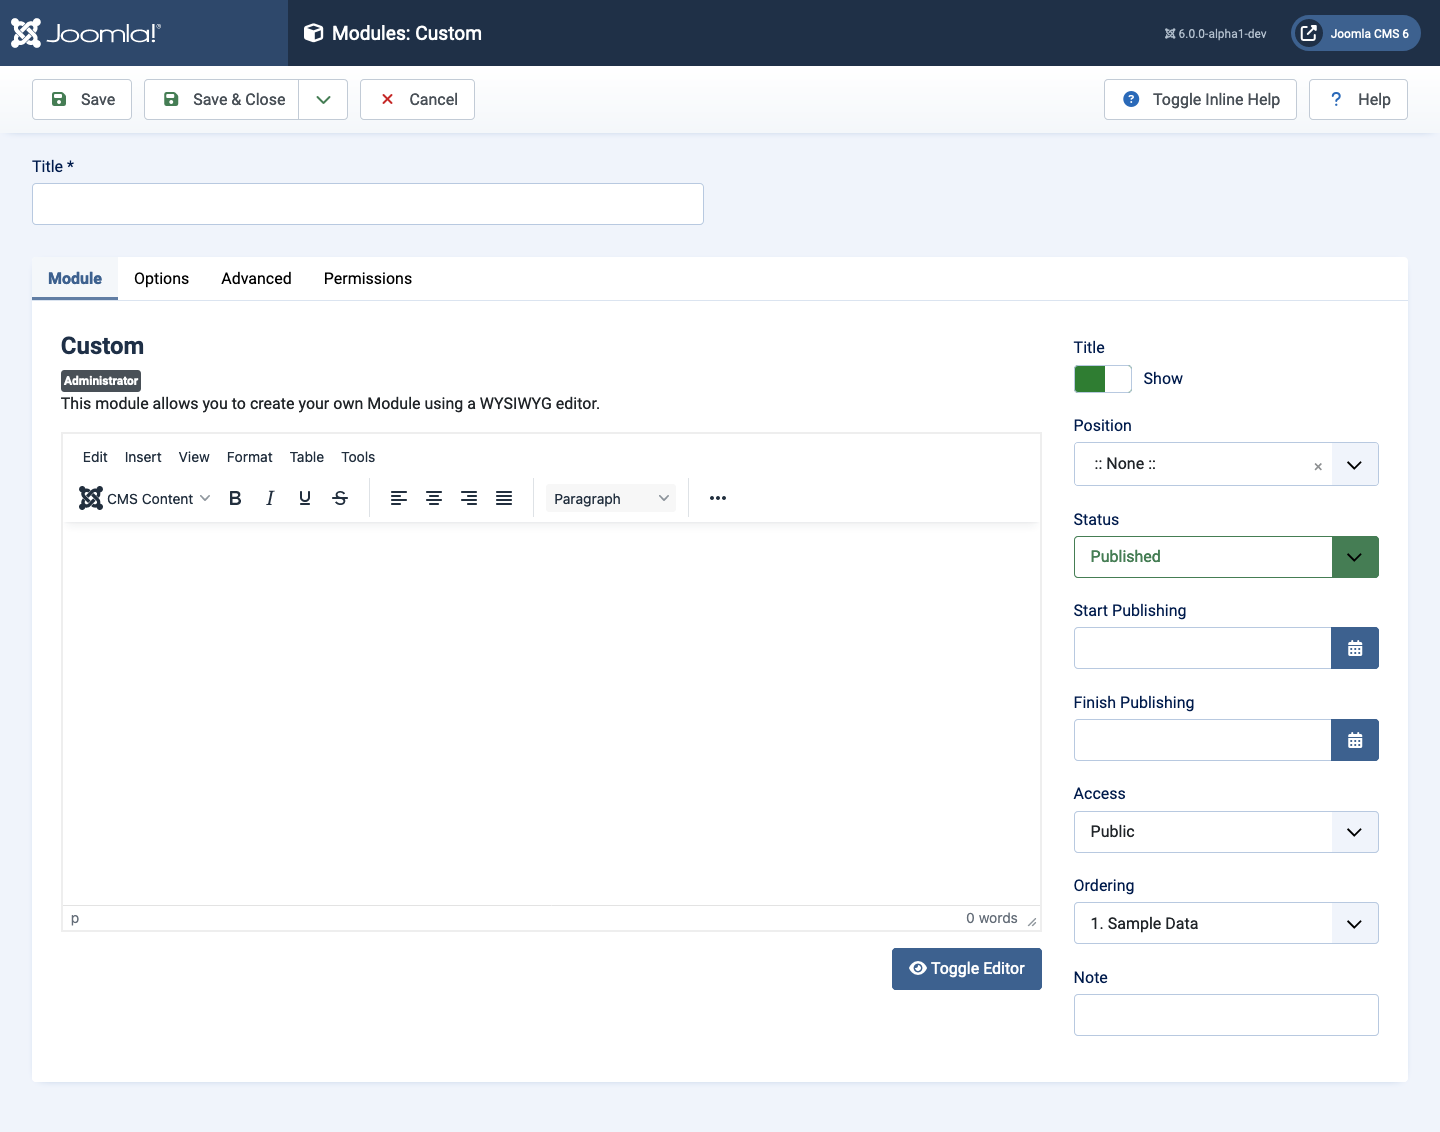 Joomla!®
Modules: Custom
6.0.0-alpha1-dev
Joomla CMS 6
Save
Save & Close
Cancel
Toggle Inline Help
? Help
Title *
Module
Options
Advanced
Permissions
Custom
Administrator
This module allows you to create your own Module using a WYSIWYG editor.
Edit Insert View Format Table Tools
CMS Content B I U S Paragraph
p
0 words
Toggle Editor
Title
Show
Position
:: None ::
Status
Published
Start Publishing
Finish Publishing
Access
Public
Ordering
1. Sample Data
Note